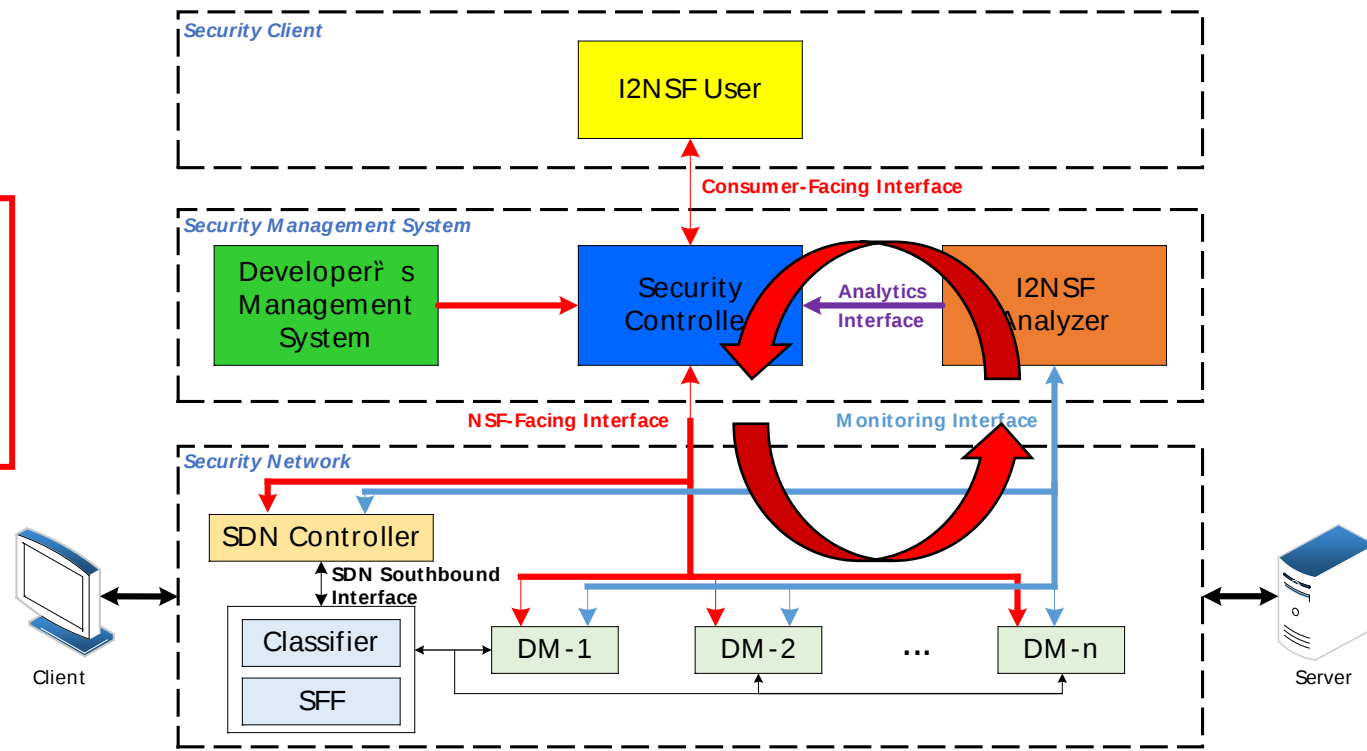 Security Client
I2NSF User
Consumer-Facing Interface
Security Management System
Developerř s
Management
System
Security
Controlle
Analytics
Interface
I2NSF
Analyzer
NSF-Facing Interface
Monitoring Interface
Security Network
SDN Controller
SDN Southbound
Interface
Classifier
SFF
DM-1
DM-2
...
DM-n
Client
Server